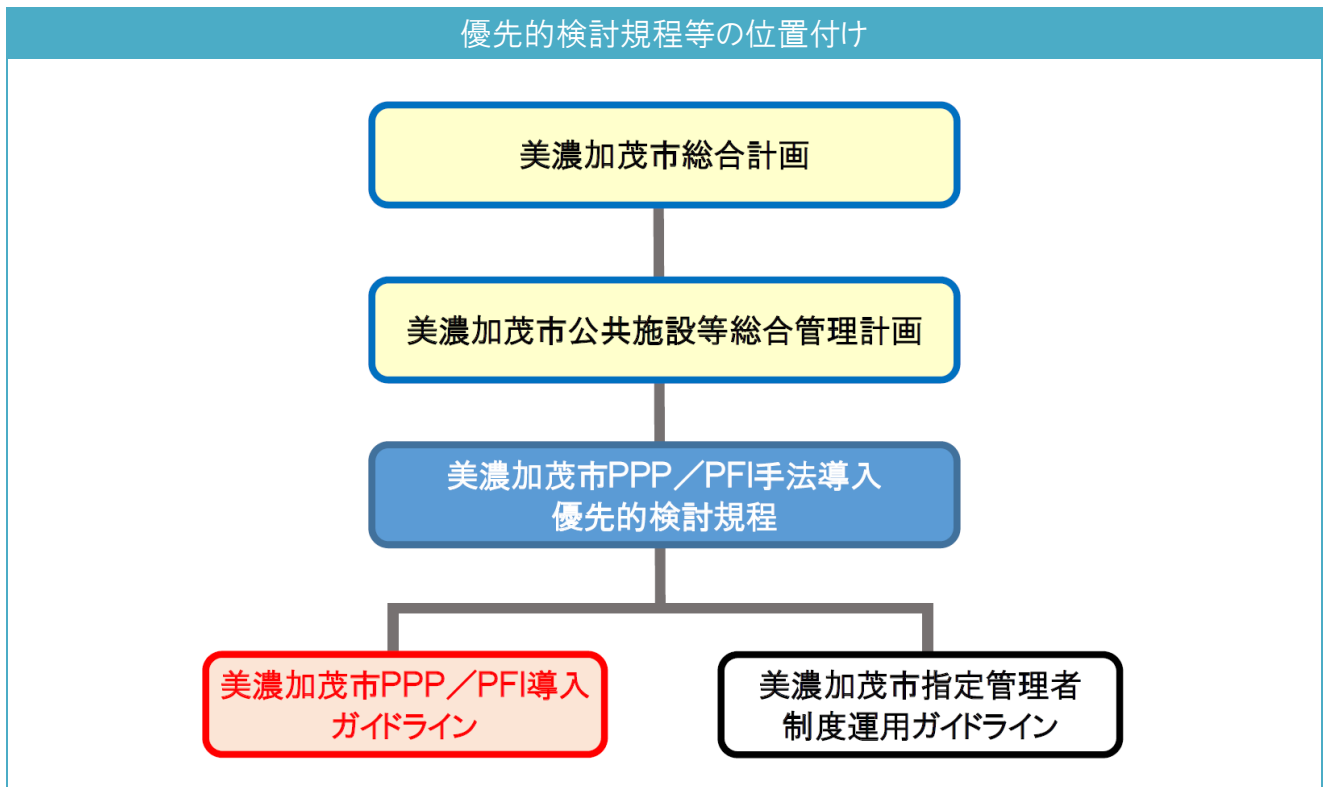 優先的検討規程等の位置付け
美濃加茂市総合計画
美濃加茂市公共施設等総合管理計画
美濃加茂市PPP／PFI手法導入
優先的検討規程
美濃加茂市PPP／PFI導入
ガイドライン
美濃加茂市指定管理者
制度運用ガイドライン